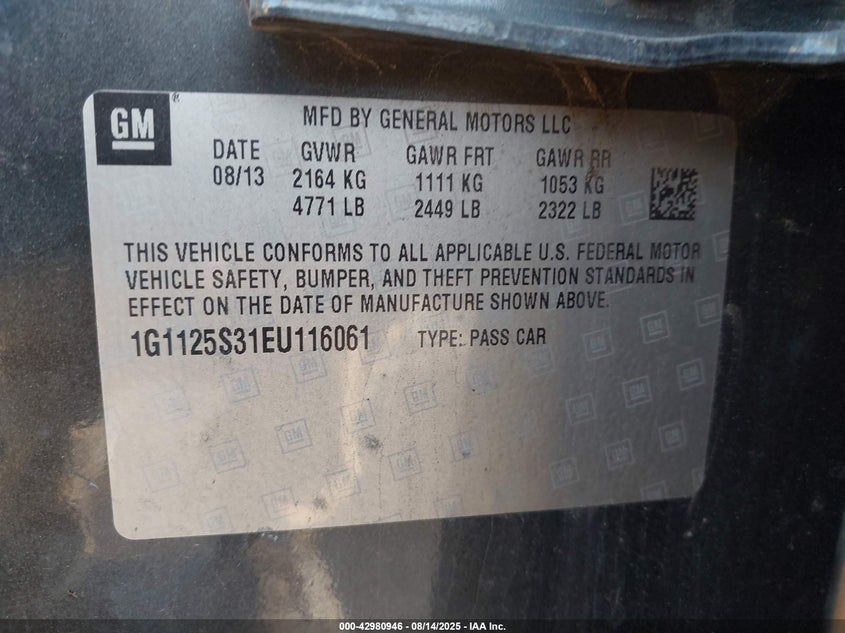 GM
®
MFD BY GENERAL MOTORS LLC
DATE GVWR GAWR FRT GAWR RR
08/13 2164 KG 1111 KG 1053 KG
4771 LB 2449 LB 2322 LB
THIS VEHICLE CONFORMS TO ALL APPLICABLE U.S. FEDERAL MOTOR
VEHICLE SAFETY, BUMPER, AND THEFT PREVENTION STANDARDS IN
EFFECT ON THE DATE OF MANUFACTURE SHOWN ABOVE.
1G1125S31EU116061 TYPE: PASS CAR
000-42980946 - 08/14/2025 - IAA Inc.